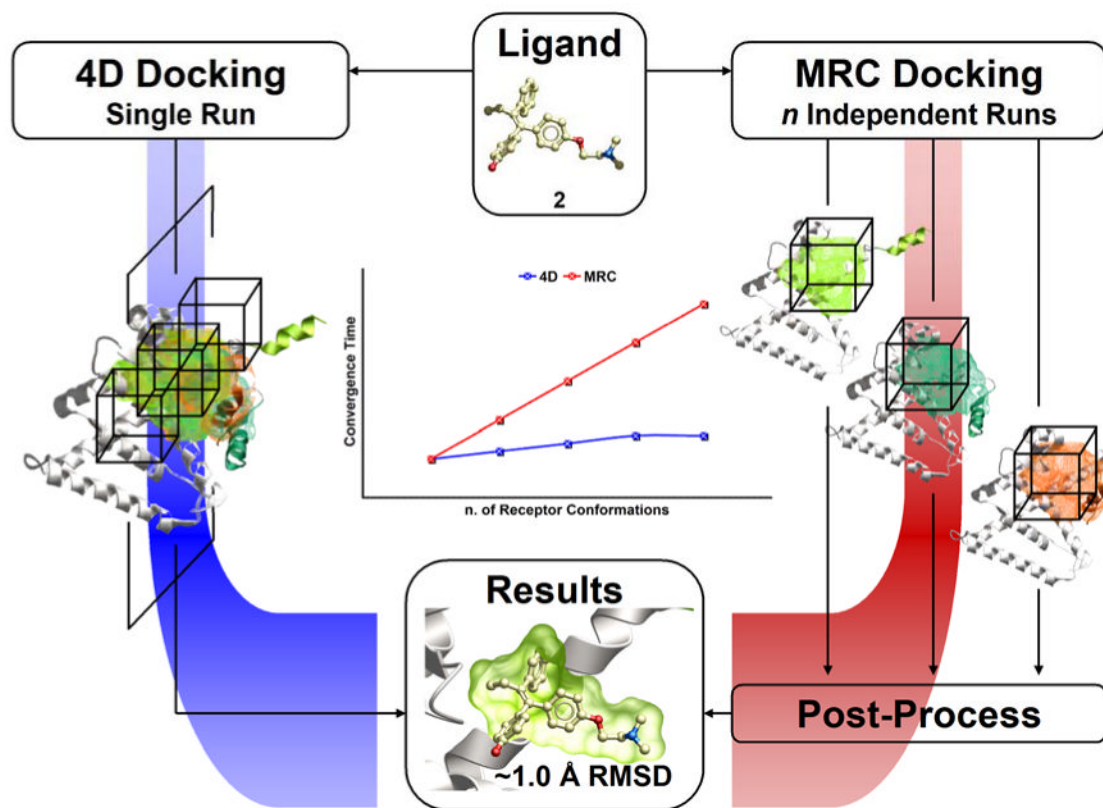 4D Docking
Single Run
Ligand
2
MRC Docking
n Independent Runs
4D MRC
Convergence Time
n. of Receptor Conformations
Results
~1.0 Å RMSD
Post-Process